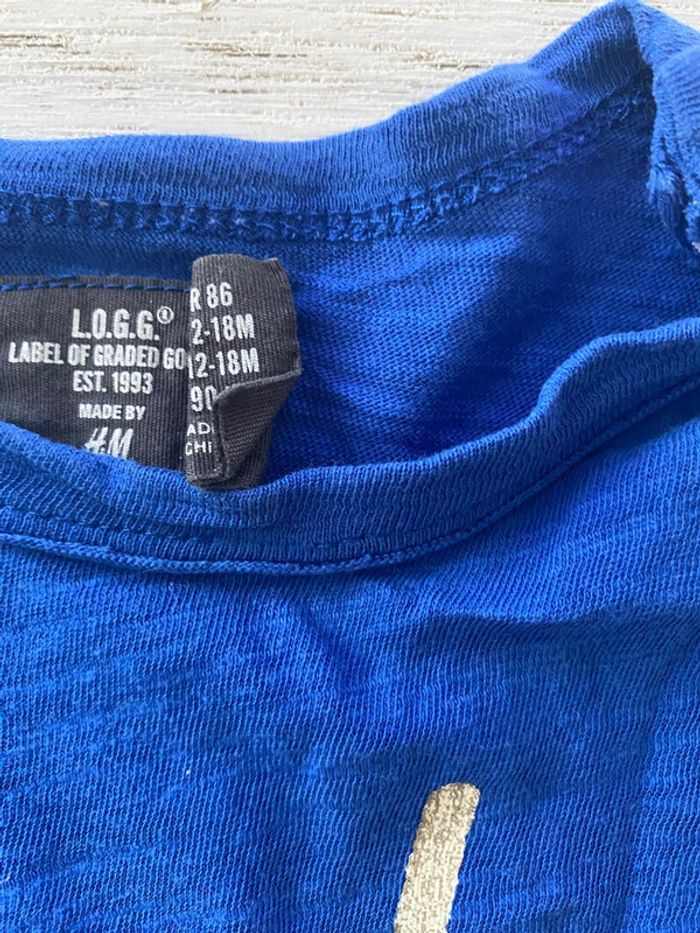 L.O.G.G.®
LABEL OF GRADED GO
EST. 1993
MADE BY
H&M
R 86
2-18M
12-18M
90